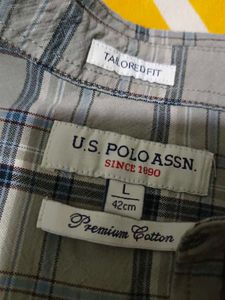 TAILORED FIT
U.S. POLO ASSN.
SINCE 1890
L
42cm
Premium Cotton